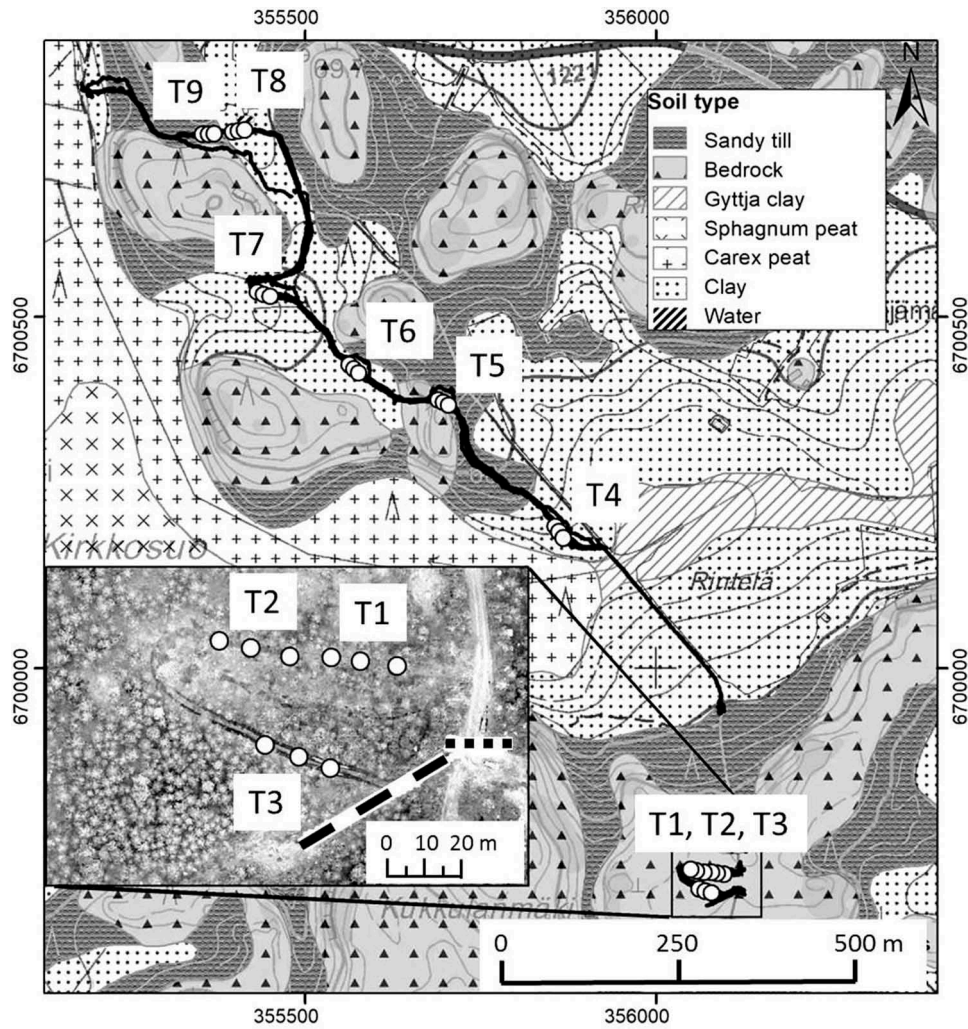 355500
356000
N
T9
T8
1221
Soil type
Sandy till
Bedrock
Gyttja clay
Sphagnum peat
Carex peat
Clay
Water
T7
6700500
6700500
T6
T5
T4
Kirkkosuo
Rintelä
T2
T1
6700000
6700000
T3
0 10 20 m
T1, T2, T3
Kukkulanmäki
0 250 500 m
355500
356000